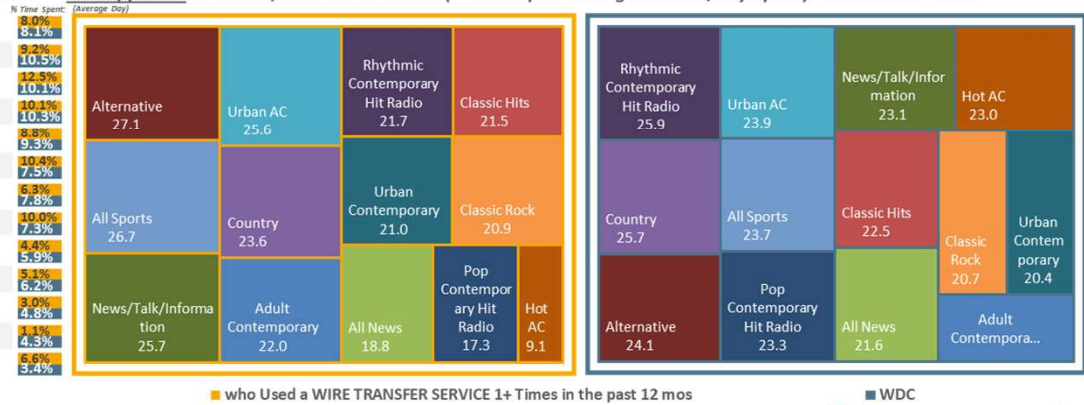 % Time Spent: (Average Day)
8.0%
8.1%
9.2%
10.5%
12.5%
10.1%
10.1%
10.3%
8.8%
9.3%
10.4%
7.5%
6.3%
7.8%
10.0%
7.3%
4.4%
5.9%
5.1%
6.2%
3.0%
4.8%
1.1%
4.3%
6.6%
3.4%
Alternative
27.1
All Sports
26.7
News/Talk/Informa
tion
25.7
Urban AC
25.6
Country
23.6
Adult
Contemporary
22.0
Rhythmic
Contemporary
Hit Radio
21.7
Classic Hits
21.5
Urban
Contemporary
21.0
Classic Rock
20.9
All News
18.8
Pop
Contempor
ary Hit
Radio
17.3
Hot
AC
9.1
Rhythmic
Contemporary
Hit Radio
25.9
Country
25.7
Alternative
24.1
Urban AC
23.9
All Sports
23.7
Pop
Contemporary
Hit Radio
23.3
News/Talk/Infor
mation
23.1
Hot AC
23.0
Classic Hits
22.5
All News
21.6
Classic
Rock
20.7
Urban
Contem
porary
20.4
Adult
Contempora...
who Used a WIRE TRANSFER SERVICE 1+ Times in the past 12 mos
WDC